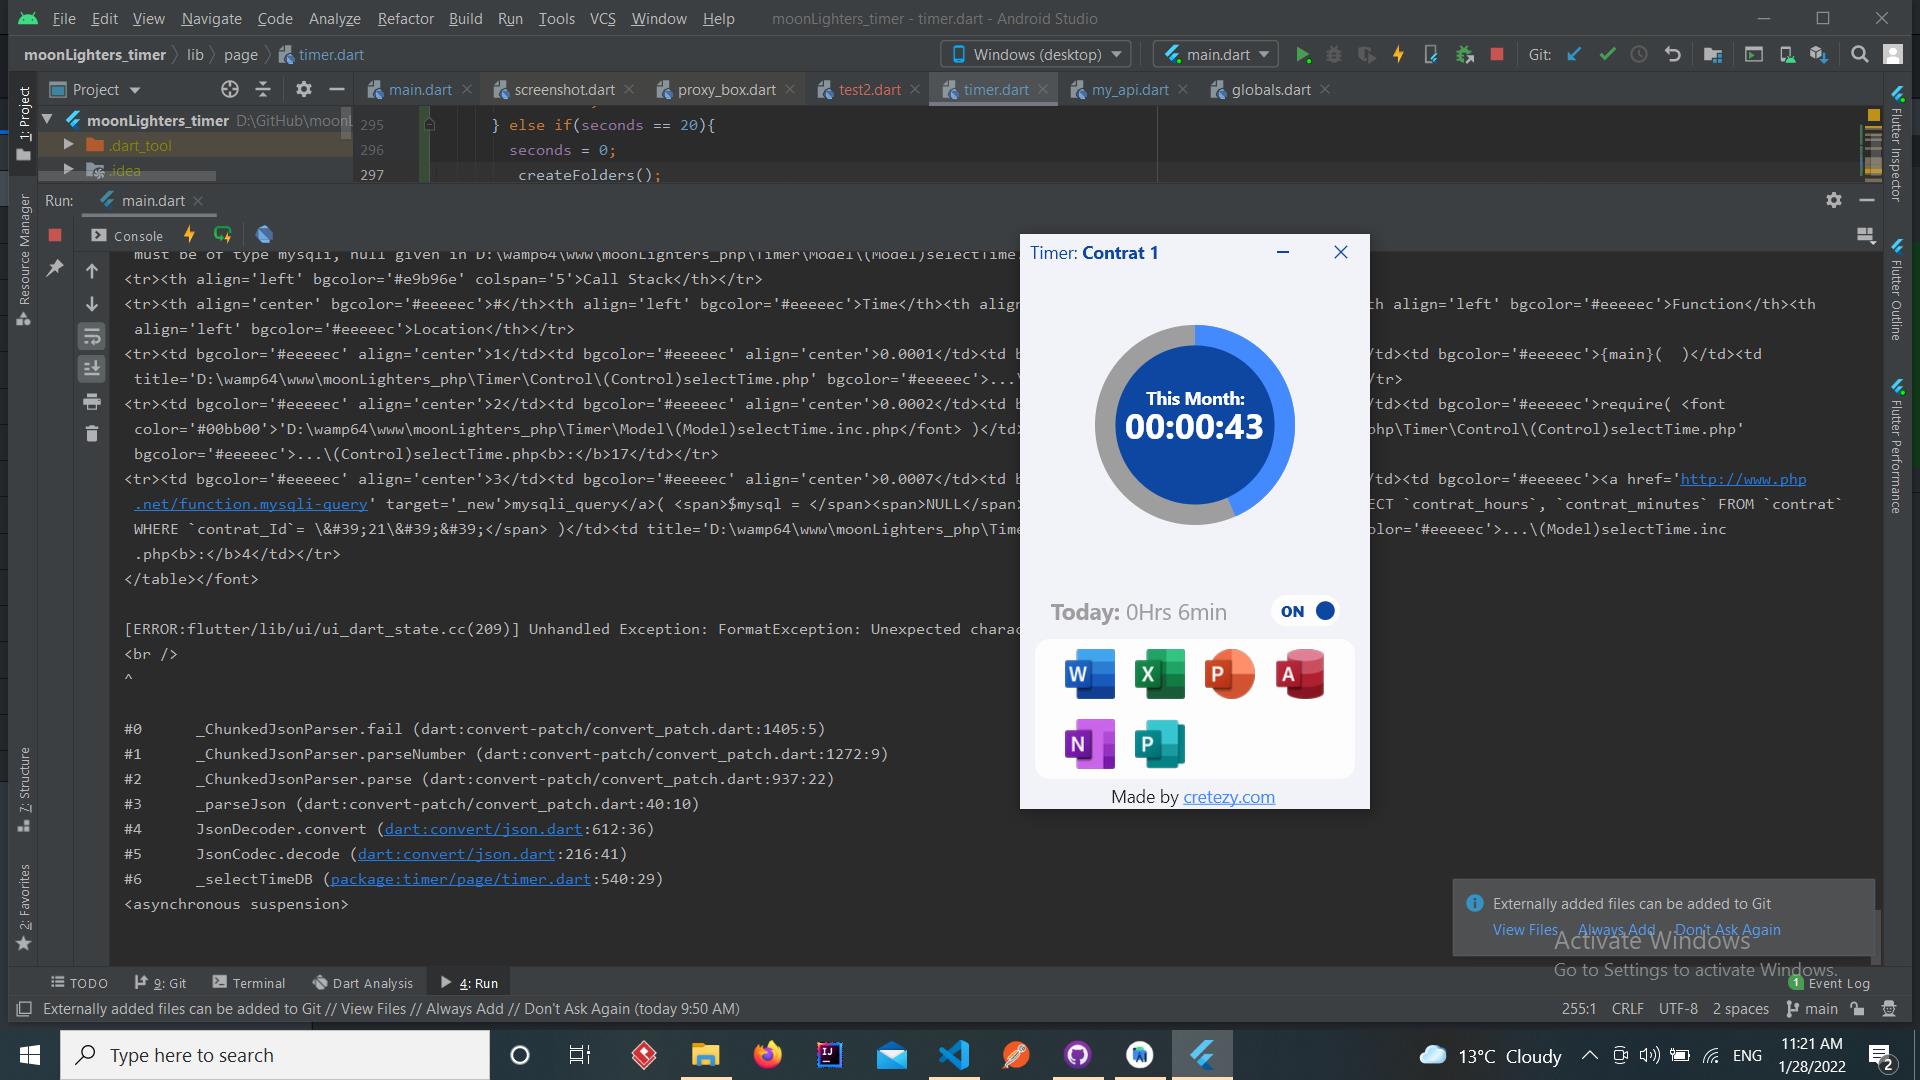 File Edit View Navigate Code Analyze Refactor Build Run Tools VCS Window Help moonLighters_timer - timer.dart - Android Studio
moonLighters_timer lib page timer.dart Windows (desktop) main.dart Git:
Project main.dart screenshot.dart proxy_box.dart test2.dart timer.dart my_api.dart globals.dart
moonLighters_timer D:\GitHub\moonL
.dart_tool
.idea
295 } else if(seconds == 20){
296 seconds = 0;
297 createFolders();
1: Project
Resource Manager
7: Structure
2: Favorites
Flutter Inspector
Flutter Outline
Flutter Performance
Run: main.dart
Console
must be of type mysqli, null given in D:\wamp64\www\moonLighters_php\Timer\Model\(Model)selectTime.
<tr><th align='left' bgcolor='#e9b96e' colspan='5'>Call Stack</th></tr>
<tr><th align='center' bgcolor='#eeeeec'>#</th><th align='left' bgcolor='#eeeeec'>Time</th><th align h align='left' bgcolor='#eeeeec'>Function</th><th
align='left' bgcolor='#eeeeec'>Location</th></tr>
<tr><td bgcolor='#eeeeec' align='center'>1</td><td bgcolor='#eeeeec' align='center'>0.0001</td><td b /td><td bgcolor='#eeeeec'>{main}(  )</td><td
title='D:\wamp64\www\moonLighters_php\Timer\Control\(Control)selectTime.php' bgcolor='#eeeeec'>...\ /tr>
<tr><td bgcolor='#eeeeec' align='center'>2</td><td bgcolor='#eeeeec' align='center'>0.0002</td><td b /td><td bgcolor='#eeeeec'>require( <font
color='#00bb00'>'D:\wamp64\www\moonLighters_php\Timer\Model\(Model)selectTime.inc.php</font> )</td> php\Timer\Control\(Control)selectTime.php'
bgcolor='#eeeeec'>...\(Control)selectTime.php<b>:</b>17</td></tr>
<tr><td bgcolor='#eeeeec' align='center'>3</td><td bgcolor='#eeeeec' align='center'>0.0007</td><td b /td><td bgcolor='#eeeeec'><a href='http://www.php
.net/function.mysqli-query' target='_new'>mysqli_query</a>( <span>$mysql = </span><span>NULL</span> ECT `contrat_hours`, `contrat_minutes` FROM `contrat`
WHERE `contrat_Id`= \&#39;21\&#39;&#39;</span> )</td><td title='D:\wamp64\www\moonLighters_php\Time olor='#eeeeec'>...\(Model)selectTime.inc
.php<b>:</b>4</td></tr>
</table></font>
[ERROR:flutter/lib/ui/ui_dart_state.cc(209)] Unhandled Exception: FormatException: Unexpected charac
<br />
^
#0 _ChunkedJsonParser.fail (dart:convert-patch/convert_patch.dart:1405:5)
#1 _ChunkedJsonParser.parseNumber (dart:convert-patch/convert_patch.dart:1272:9)
#2 _ChunkedJsonParser.parse (dart:convert-patch/convert_patch.dart:937:22)
#3 _parseJson (dart:convert-patch/convert_patch.dart:40:10)
#4 JsonDecoder.convert (dart:convert/json.dart:612:36)
#5 JsonCodec.decode (dart:convert/json.dart:216:41)
#6 _selectTimeDB (package:timer/page/timer.dart:540:29)
<asynchronous suspension>
Timer: Contrat 1
This Month:
00:00:43
Today: 0Hrs 6min ON
W X P A
N P
Made by cretezy.com
Externally added files can be added to Git
View Files Always Add Don't Ask Again
Activate Windows
Go to Settings to activate Windows.
TODO 9: Git Terminal Dart Analysis 4: Run 1 Event Log
Externally added files can be added to Git // View Files // Always Add // Don't Ask Again (today 9:50 AM) 255:1 CRLF UTF-8 2 spaces main
Type here to search 13°C Cloudy ENG 11:21 AM
1/28/2022 2